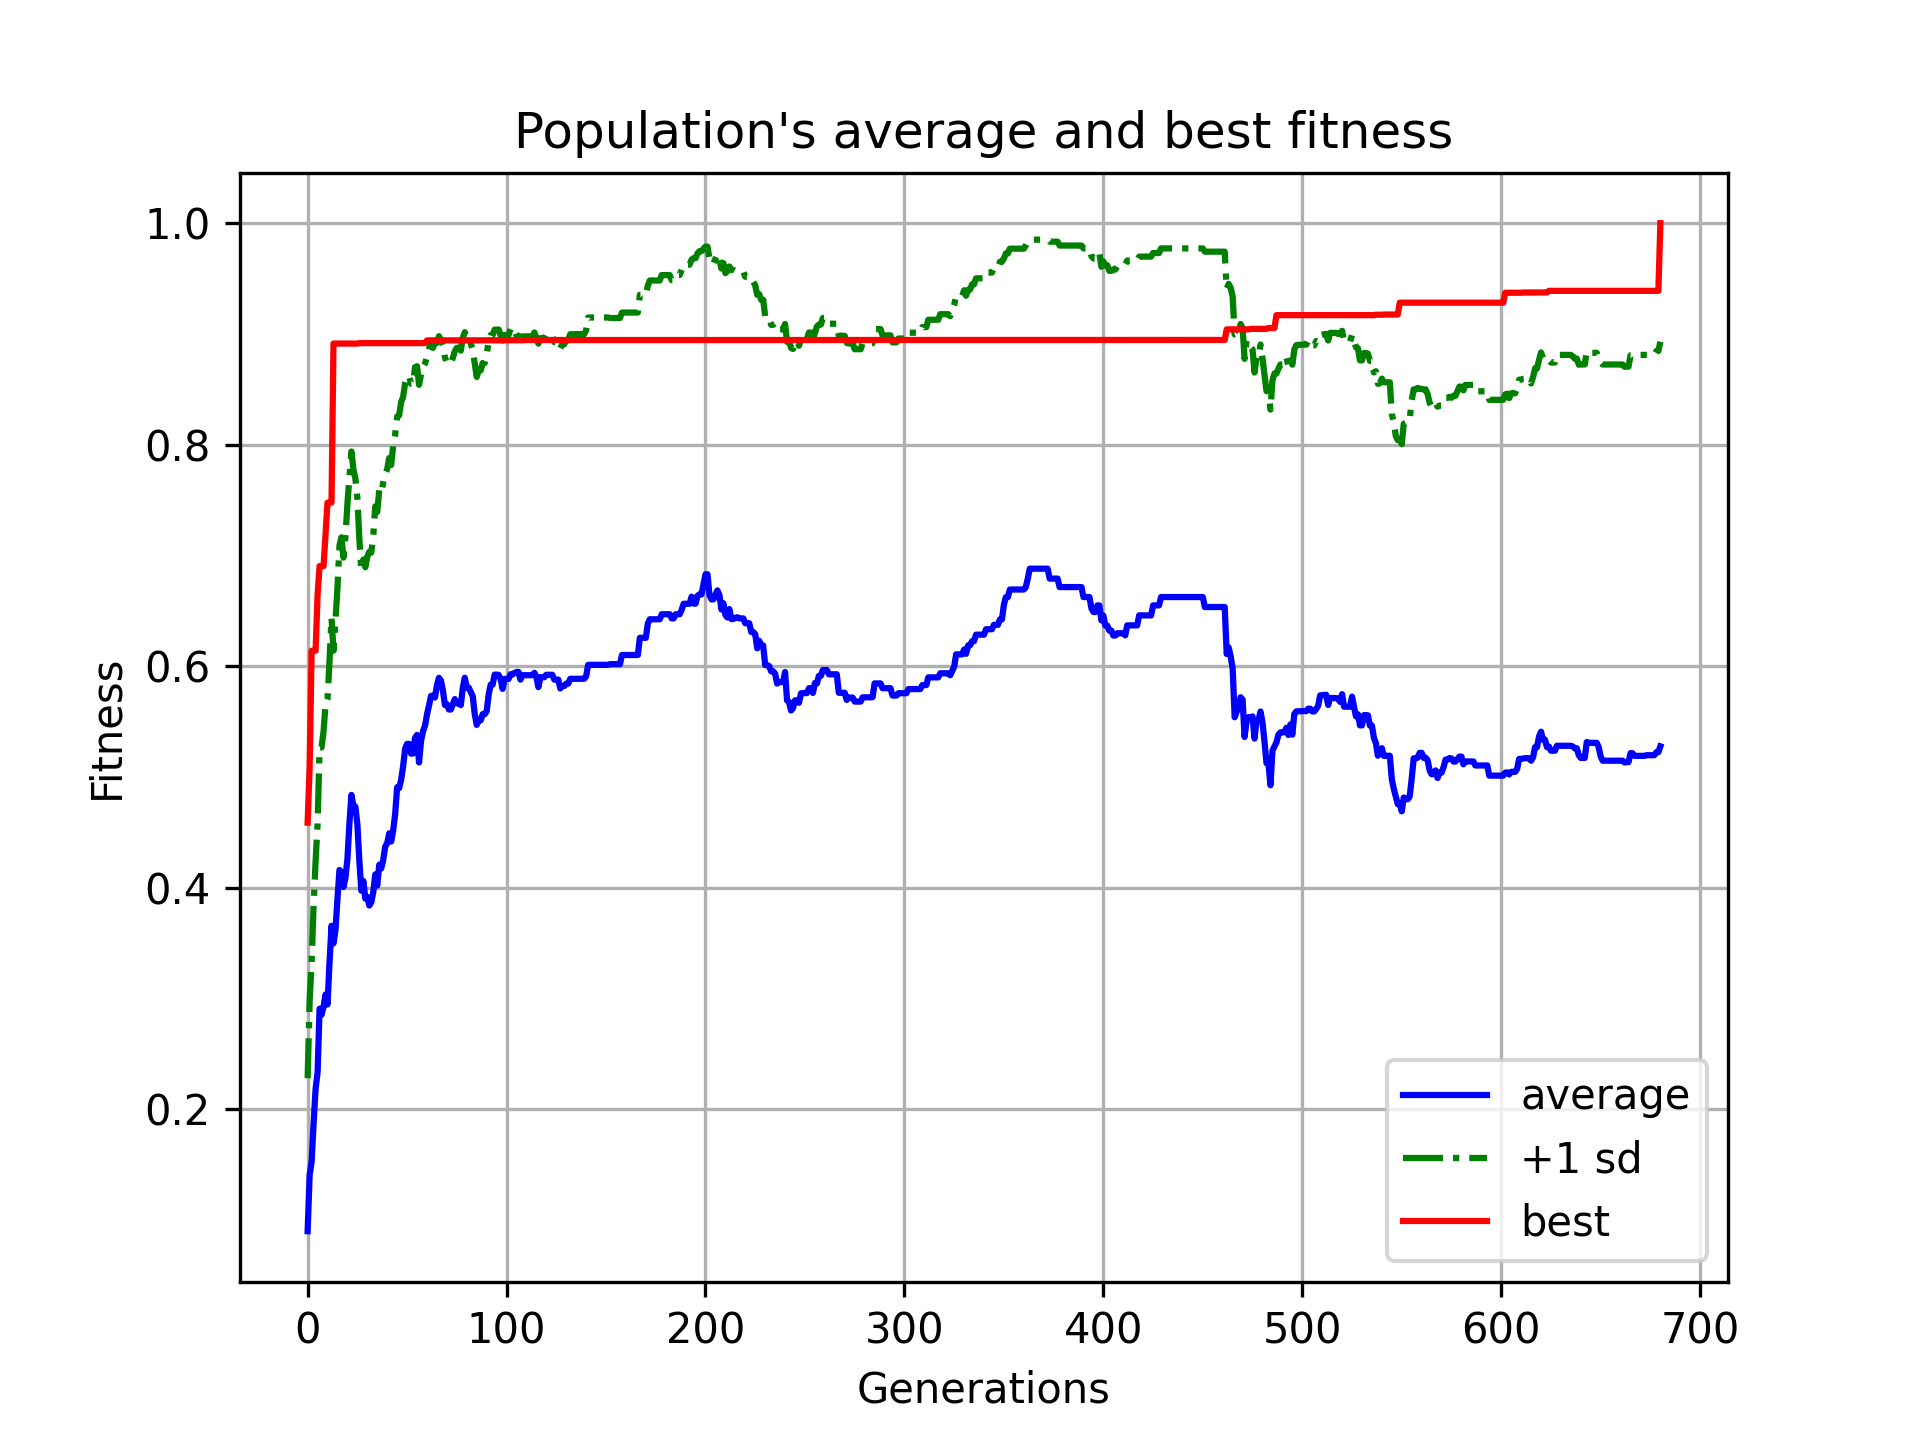 Population's average and best fitness
1.0
0.8
0.6
0.4
0.2
Fitness
average
+1 sd
best
0 100 200 300 400 500 600 700
Generations